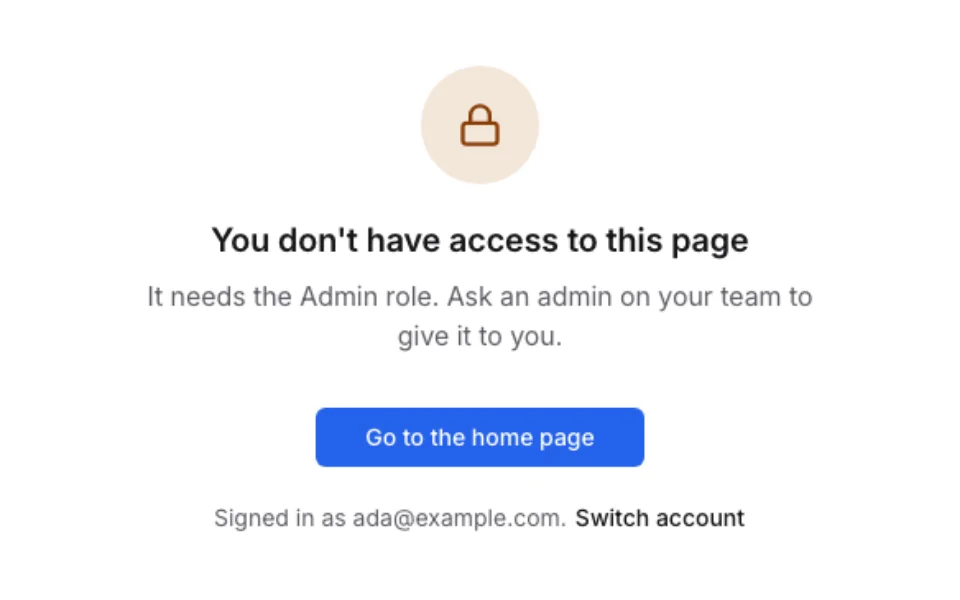 You don't have access to this page
It needs the Admin role. Ask an admin on your team to
give it to you.
Go to the home page
Signed in as ada@example.com. Switch account